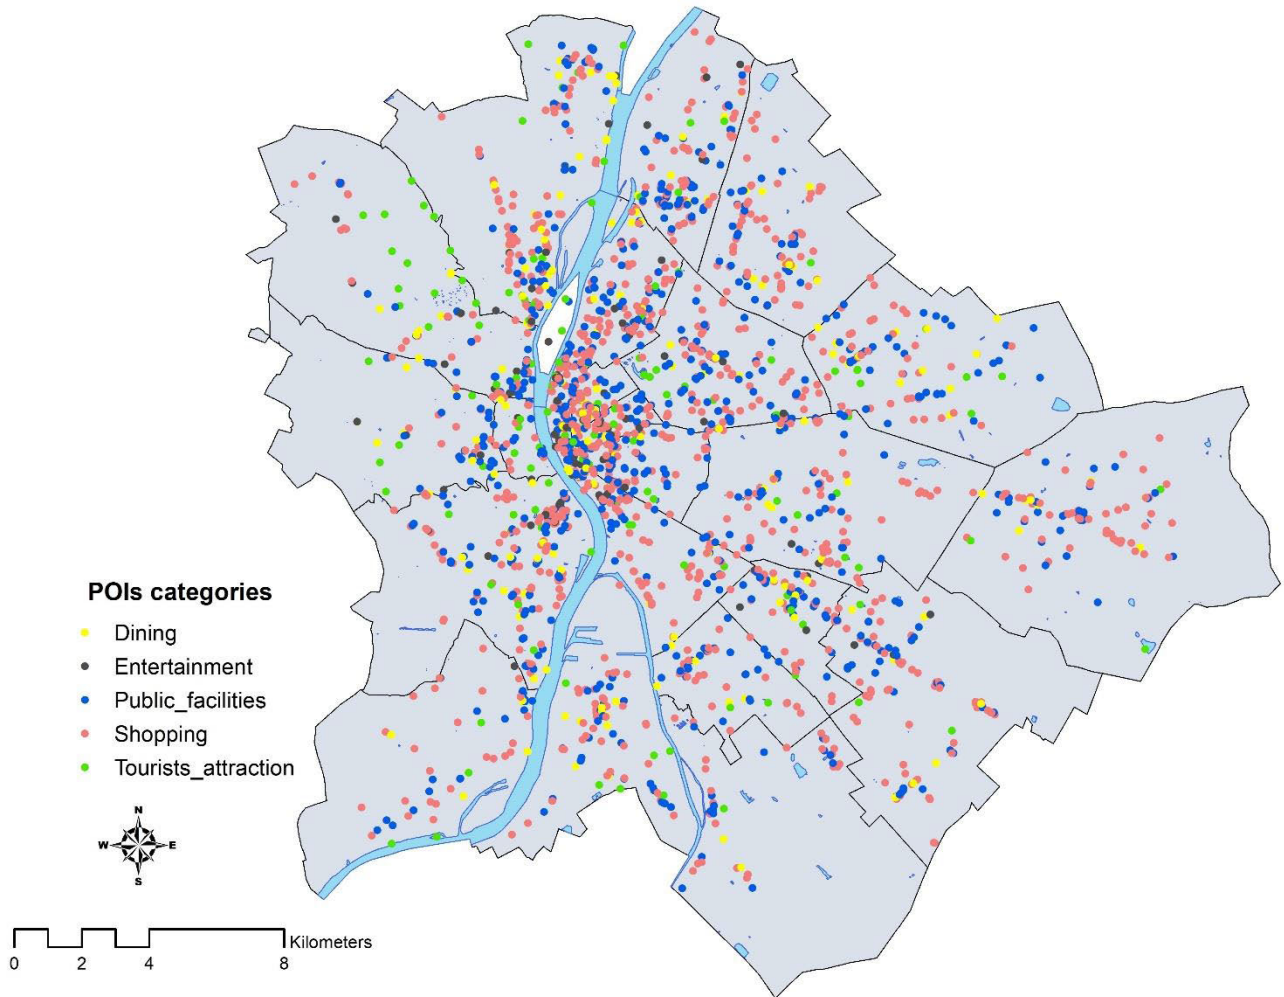 POIs categories
Dining
Entertainment
Public_facilities
Shopping
Tourists_attraction
N
W E
S
Kilometers
0 2 4 8